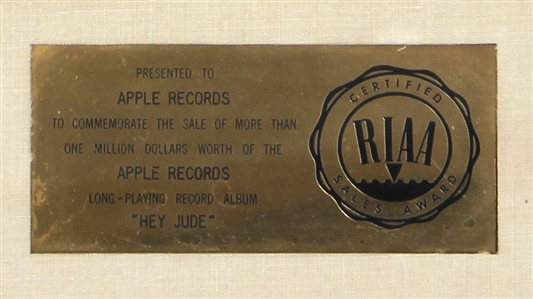 PRESENTED TO
APPLE RECORDS
TO COMMEMORATE THE SALE OF MORE THAN
ONE MILLION DOLLARS WORTH OF THE
APPLE RECORDS
LONG-PLAYING RECORD ALBUM
"HEY JUDE"
CERTIFIED
RIAA
SALES AWARD